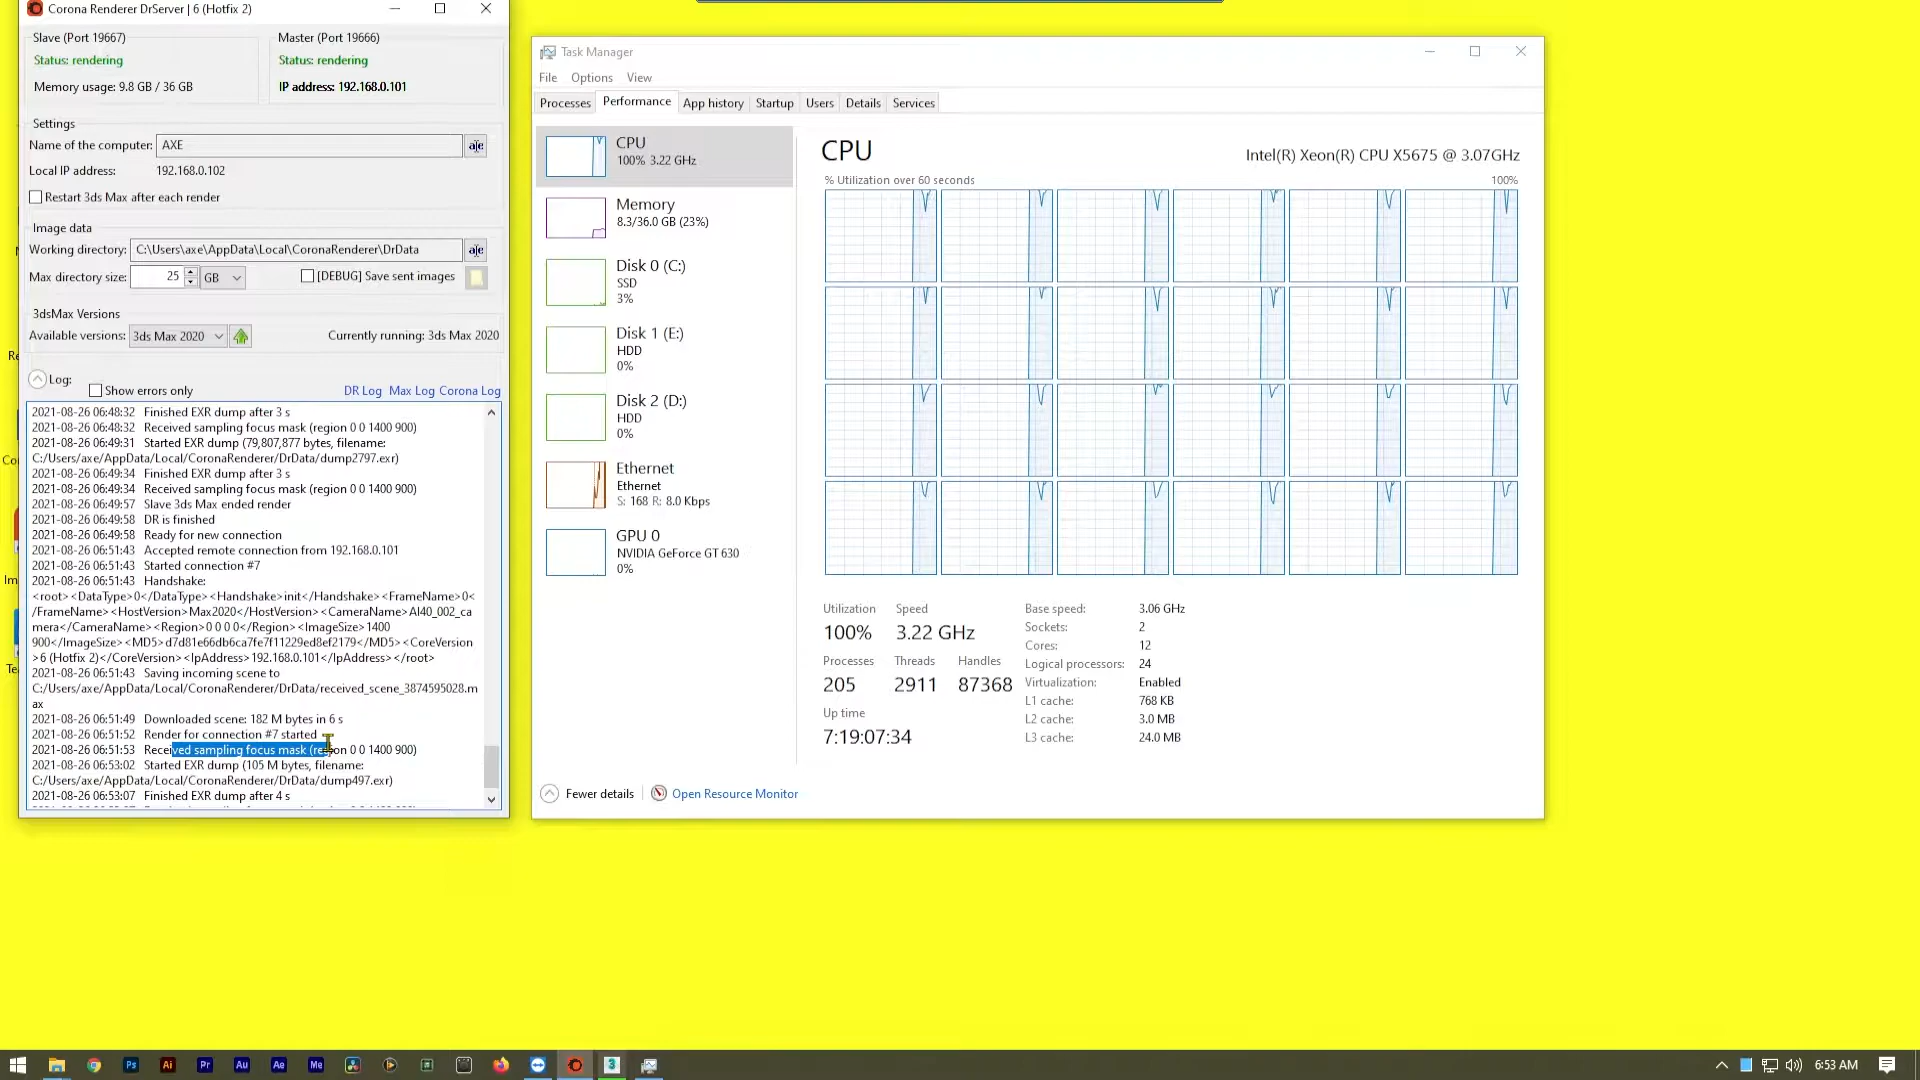 Corona Renderer DrServer | 6 (Hotfix 2)
Slave (Port 19667)
Status: rendering
Memory usage: 9.8 GB / 36 GB
Master (Port 19666)
Status: rendering
IP address: 192.168.0.101
Settings
Name of the computer: AXE
Local IP address: 192.168.0.102
Restart 3ds Max after each render
Image data
Working directory: C:\Users\axe\AppData\Local\CoronaRenderer\DrData
Max directory size: 25 GB
[DEBUG] Save sent images
3dsMax Versions
Available versions: 3ds Max 2020
Currently running: 3ds Max 2020
Log:
Show errors only
DR Log Max Log Corona Log
2021-08-26 06:48:32 Finished EXR dump after 3 s
2021-08-26 06:48:32 Received sampling focus mask (region 0 0 1400 900)
2021-08-26 06:49:31 Started EXR dump (79,807,877 bytes, filename:
C:/Users/axe/AppData/Local/CoronaRenderer/DrData/dump2797.exr)
2021-08-26 06:49:34 Finished EXR dump after 3 s
2021-08-26 06:49:34 Received sampling focus mask (region 0 0 1400 900)
2021-08-26 06:49:57 Slave 3ds Max ended render
2021-08-26 06:49:58 DR is finished
2021-08-26 06:49:58 Ready for new connection
2021-08-26 06:51:43 Accepted remote connection from 192.168.0.101
2021-08-26 06:51:43 Started connection #7
2021-08-26 06:51:43 Handshake:
<root><DataType>0</DataType><Handshake>init</Handshake><FrameName>0<
/FrameName><HostVersion>Max2020</HostVersion><CameraName>AI40_002_ca
mera</CameraName><Region>0 0 0 0</Region><ImageSize>1400
900</ImageSize><MD5>d7d81e66db6ca7fe7f11229ed8ef2179</MD5><CoreVersion
>6 (Hotfix 2)</CoreVersion><IpAddress>192.168.0.101</IpAddress></root>
2021-08-26 06:51:43 Saving incoming scene to
C:/Users/axe/AppData/Local/CoronaRenderer/DrData/received_scene_3874595028.m
ax
2021-08-26 06:51:49 Downloaded scene: 182 M bytes in 6 s
2021-08-26 06:51:52 Render for connection #7 started
2021-08-26 06:51:53 Received sampling focus mask (region 0 0 1400 900)
2021-08-26 06:53:02 Started EXR dump (105 M bytes, filename:
C:/Users/axe/AppData/Local/CoronaRenderer/DrData/dump497.exr)
2021-08-26 06:53:07 Finished EXR dump after 4 s
Task Manager
File Options View
Processes Performance App history Startup Users Details Services
CPU
100% 3.22 GHz
Memory
8.3/36.0 GB (23%)
Disk 0 (C:)
SSD
3%
Disk 1 (E:)
HDD
0%
Disk 2 (D:)
HDD
0%
Ethernet
Ethernet
S: 168 R: 8.0 Kbps
GPU 0
NVIDIA GeForce GT 630
0%
CPU
Intel(R) Xeon(R) CPU X5675 @ 3.07GHz
% Utilization over 60 seconds
100%
Utilization Speed
100% 3.22 GHz
Processes Threads Handles
205 2911 87368
Up time
7:19:07:34
Base speed: 3.06 GHz
Sockets: 2
Cores: 12
Logical processors: 24
Virtualization: Enabled
L1 cache: 768 KB
L2 cache: 3.0 MB
L3 cache: 24.0 MB
Fewer details
Open Resource Monitor
Ps Ai Pr Au Ae Me 3
6:53 AM